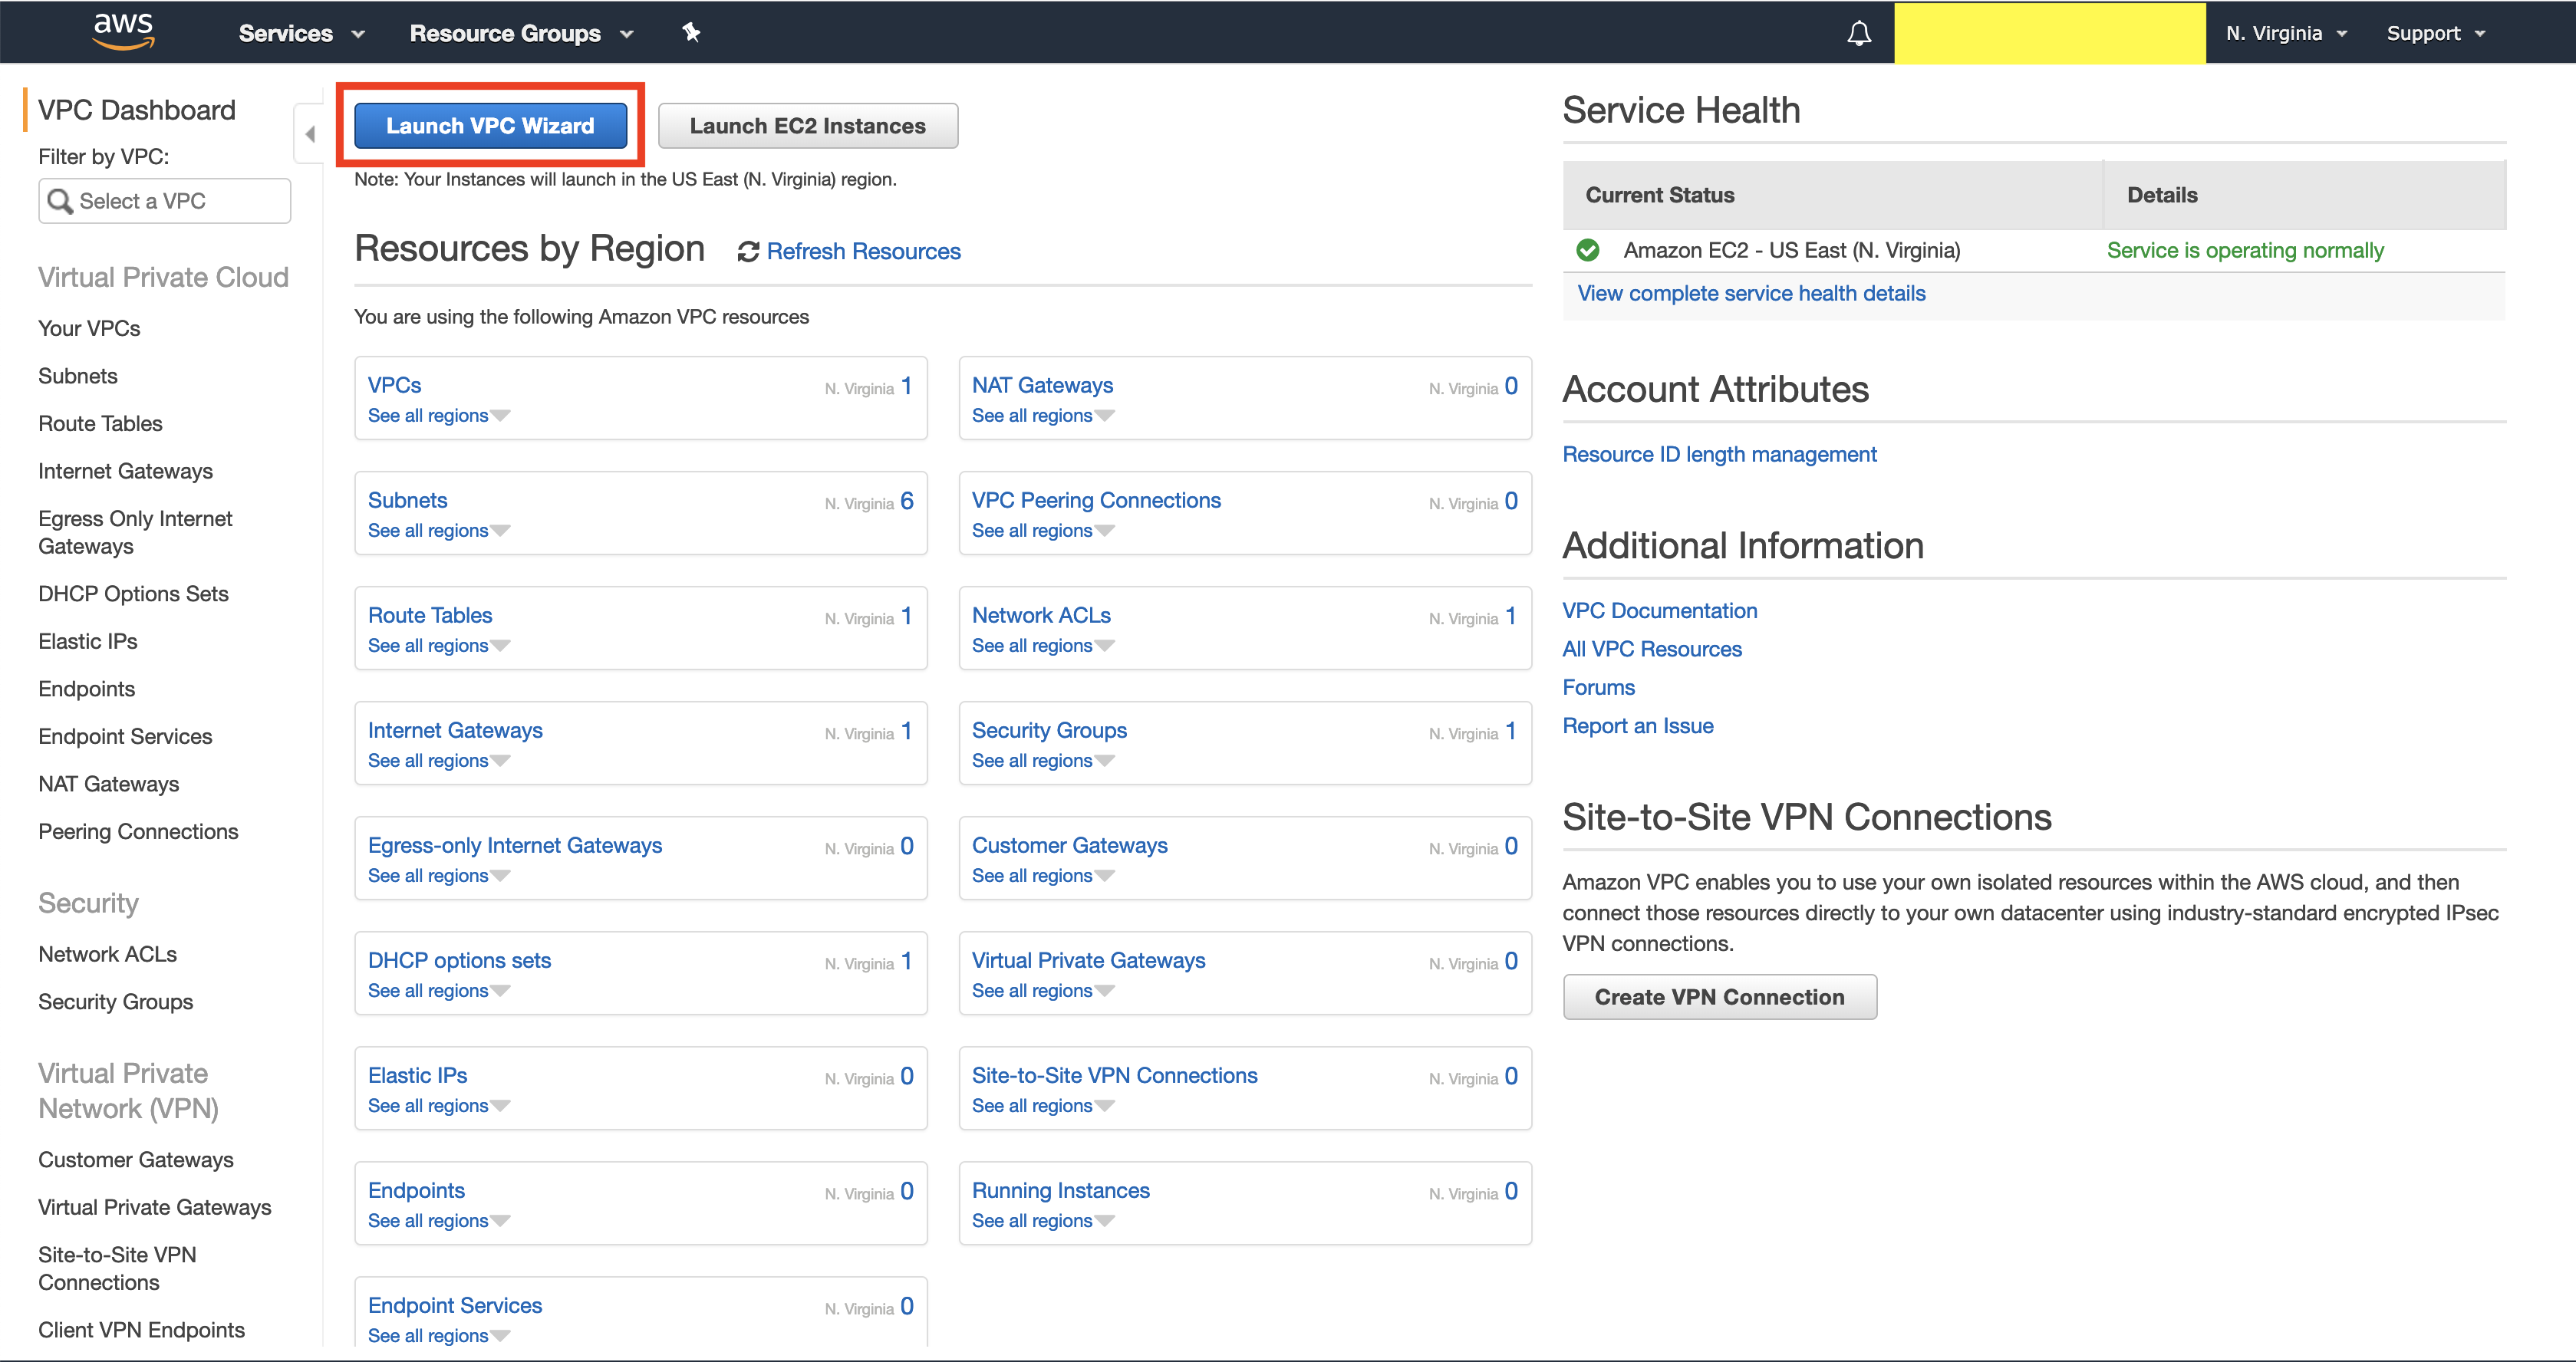 aws
Services
Resource Groups
N. Virginia
Support
VPC Dashboard
Filter by VPC:
Select a VPC
Virtual Private Cloud
Your VPCs
Subnets
Route Tables
Internet Gateways
Egress Only Internet
Gateways
DHCP Options Sets
Elastic IPs
Endpoints
Endpoint Services
NAT Gateways
Peering Connections
Security
Network ACLs
Security Groups
Virtual Private
Network (VPN)
Customer Gateways
Virtual Private Gateways
Site-to-Site VPN
Connections
Client VPN Endpoints
Launch VPC Wizard
Launch EC2 Instances
Note: Your Instances will launch in the US East (N. Virginia) region.
Resources by Region
Refresh Resources
You are using the following Amazon VPC resources
VPCs N. Virginia 1
See all regions
NAT Gateways N. Virginia 0
See all regions
Subnets N. Virginia 6
See all regions
VPC Peering Connections N. Virginia 0
See all regions
Route Tables N. Virginia 1
See all regions
Network ACLs N. Virginia 1
See all regions
Internet Gateways N. Virginia 1
See all regions
Security Groups N. Virginia 1
See all regions
Egress-only Internet Gateways N. Virginia 0
See all regions
Customer Gateways N. Virginia 0
See all regions
DHCP options sets N. Virginia 1
See all regions
Virtual Private Gateways N. Virginia 0
See all regions
Elastic IPs N. Virginia 0
See all regions
Site-to-Site VPN Connections N. Virginia 0
See all regions
Endpoints N. Virginia 0
See all regions
Running Instances N. Virginia 0
See all regions
Endpoint Services N. Virginia 0
See all regions
Service Health
Current Status Details
Amazon EC2 - US East (N. Virginia) Service is operating normally
View complete service health details
Account Attributes
Resource ID length management
Additional Information
VPC Documentation
All VPC Resources
Forums
Report an Issue
Site-to-Site VPN Connections
Amazon VPC enables you to use your own isolated resources within the AWS cloud, and then
connect those resources directly to your own datacenter using industry-standard encrypted IPsec
VPN connections.
Create VPN Connection